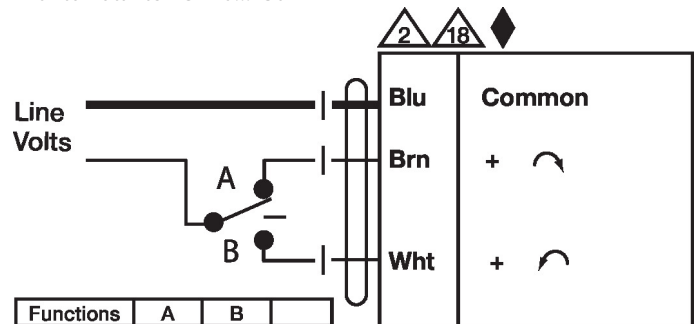 2 18
Line
Volts
Blu Common
Brn +
A
B
Wht +
Functions A B